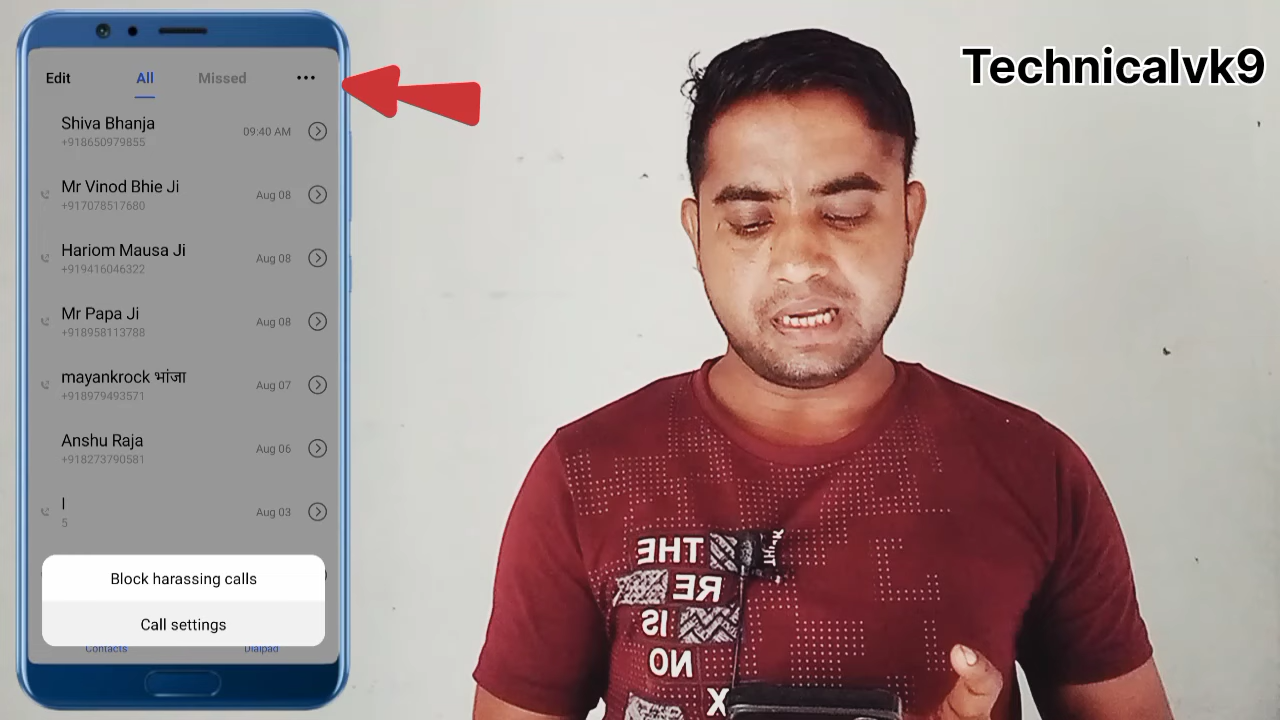 Technicalvk9
Edit All Missed
Shiva Bhanja
09:40 AM
+918650979855
Mr Vinod Bhie Ji
Aug 08
+917078517680
Hariom Mausa Ji
Aug 08
+919416046322
Mr Papa Ji
Aug 08
+918958113788
mayankrock भांजा
Aug 07
+918979493571
Anshu Raja
Aug 06
+918273790581
l
Aug 03
5
Block harassing calls
Call settings
Contacts Dialpad
THE
RE
IS
NO
X